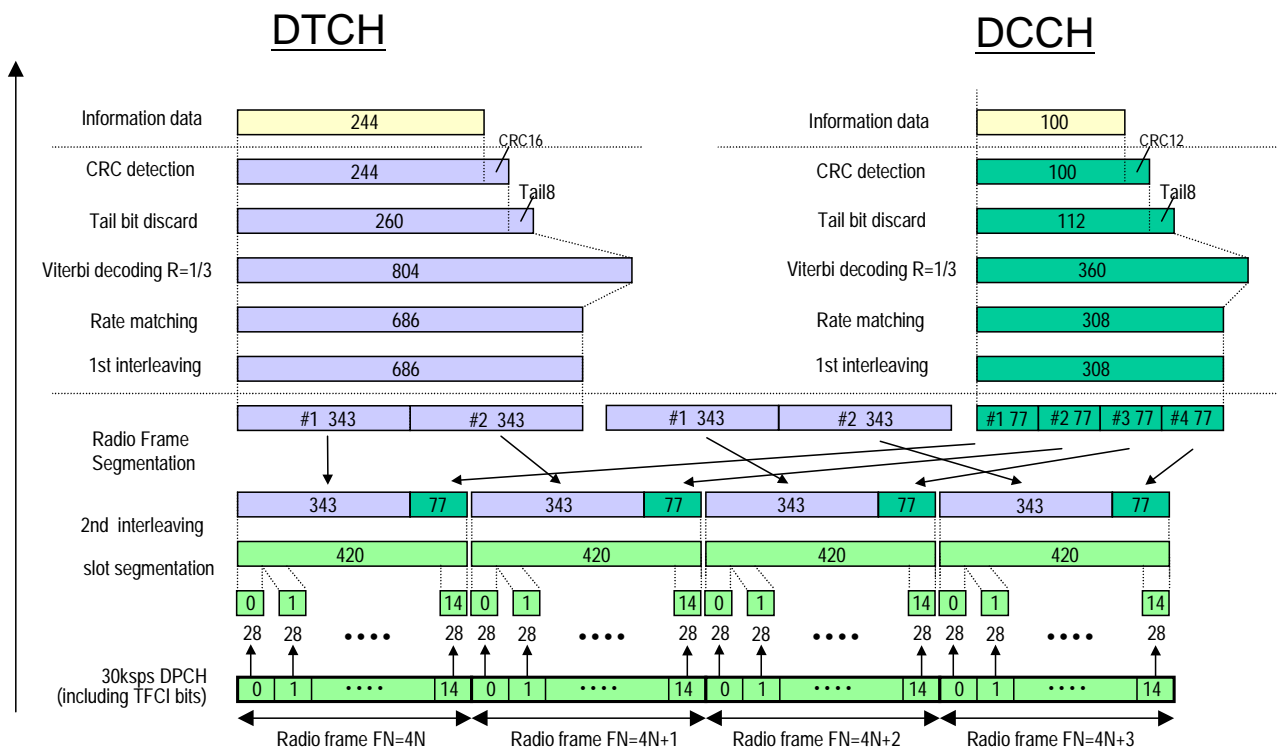 DTCH DCCH
Information data 244 Information data 100
CRC16 CRC12
CRC detection 244 CRC detection 100
Tail8 Tail8
Tail bit discard 260 Tail bit discard 112
Viterbi decoding R=1/3 804 Viterbi decoding R=1/3 360
Rate matching 686 Rate matching 308
1st interleaving 686 1st interleaving 308
#1 343 #2 343 #1 343 #2 343 #1 77 #2 77 #3 77 #4 77
Radio Frame
Segmentation
343 77 343 77 343 77 343 77
2nd interleaving
420 420 420 420
slot segmentation
0 1 14 0 1 14 0 1 14 0 1 14
28 28 •••• 28 28 28 •••• 28 28 28 •••• 28 28 28 •••• 28
30ksps DPCH
(including TFCI bits)
0 1 •••• 14 0 1 •••• 14 0 1 •••• 14 0 1 •••• 14
Radio frame FN=4N Radio frame FN=4N+1 Radio frame FN=4N+2 Radio frame FN=4N+3